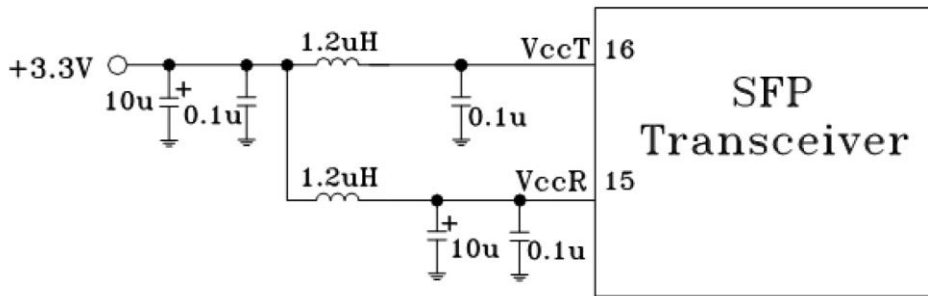 1.2uH
VccT
16
+3.3V
10u
+
0.1u
0.1u
SFP
Transceiver
1.2uH
VccR
15
+
10u
0.1u